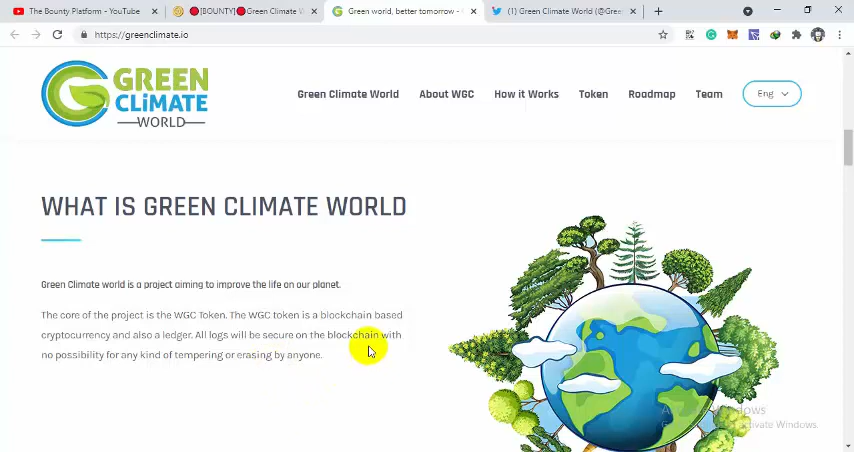 The Bounty Platform - YouTube
[BOUNTY] Green Climate W
Green world, better tomorrow -
(1) Green Climate World (@Gree
https://greenclimate.io
GREEN
CLiMATE
WORLD
Green Climate World
About WGC
How it Works
Token
Roadmap
Team
Eng
WHAT IS GREEN CLIMATE WORLD
Green Climate world is a project aiming to improve the life on our planet.
The core of the project is the WGC Token. The WGC token is a blockchain based
cryptocurrency and also a ledger. All logs will be secure on the blockchain with
no possibility for any kind of tempering or erasing by anyone.